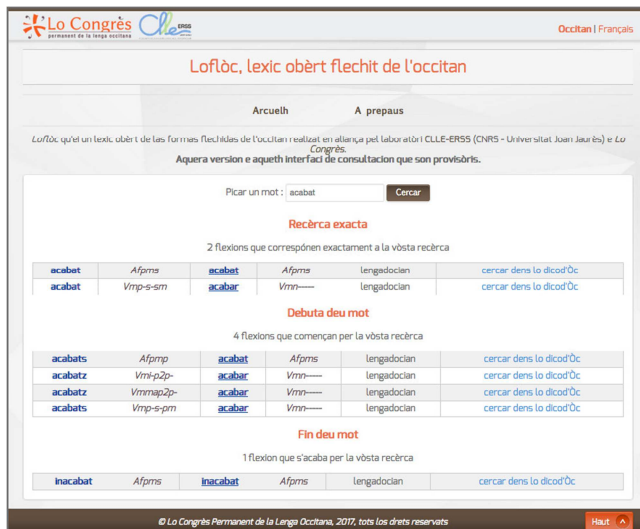 Lo Congrès
permanent de la lenga occitana
Clle ERSS
Occitan | Français
Loflòc, lexic obèrt flechit de l'occitan
Arcuelh A prepaus
Loflòc qu'ei un lexic obèrt de las formas flechidas de l'occitan realizat en aliança pel laboratòri CLLE-ERSS (CNRS - Universitat Joan Jaurès) e Lo
Congrès.
Aquera version e aqueth interfaci de consultacion que son provisòris.
Picar un mot : acabat Cercar
Recèrca exacta
2 flexions que correspónen exactament a la vòsta recèrca
acabat Afpms acabat Afpms lengadocian cercar dens lo dicod'Òc
acabat Vmp-s-sm acabar Vmn----- lengadocian cercar dens lo dicod'Òc
Debuta deu mot
4 flexions que començan per la vòsta recèrca
acabats Afpmp acabat Afpms lengadocian cercar dens lo dicod'Òc
acabatz Vmi-p2p- acabar Vmn----- lengadocian cercar dens lo dicod'Òc
acabatz Vmmap2p- acabar Vmn----- lengadocian cercar dens lo dicod'Òc
acabats Vmp-s-pm acabar Vmn----- lengadocian cercar dens lo dicod'Òc
Fin deu mot
1 flexion que s'acaba per la vòsta recèrca
inacabat Afpms inacabat Afpms lengadocian cercar dens lo dicod'Òc
© Lo Congrès Permanent de la Lenga Occitana, 2017, tots los drets reservats
Haut